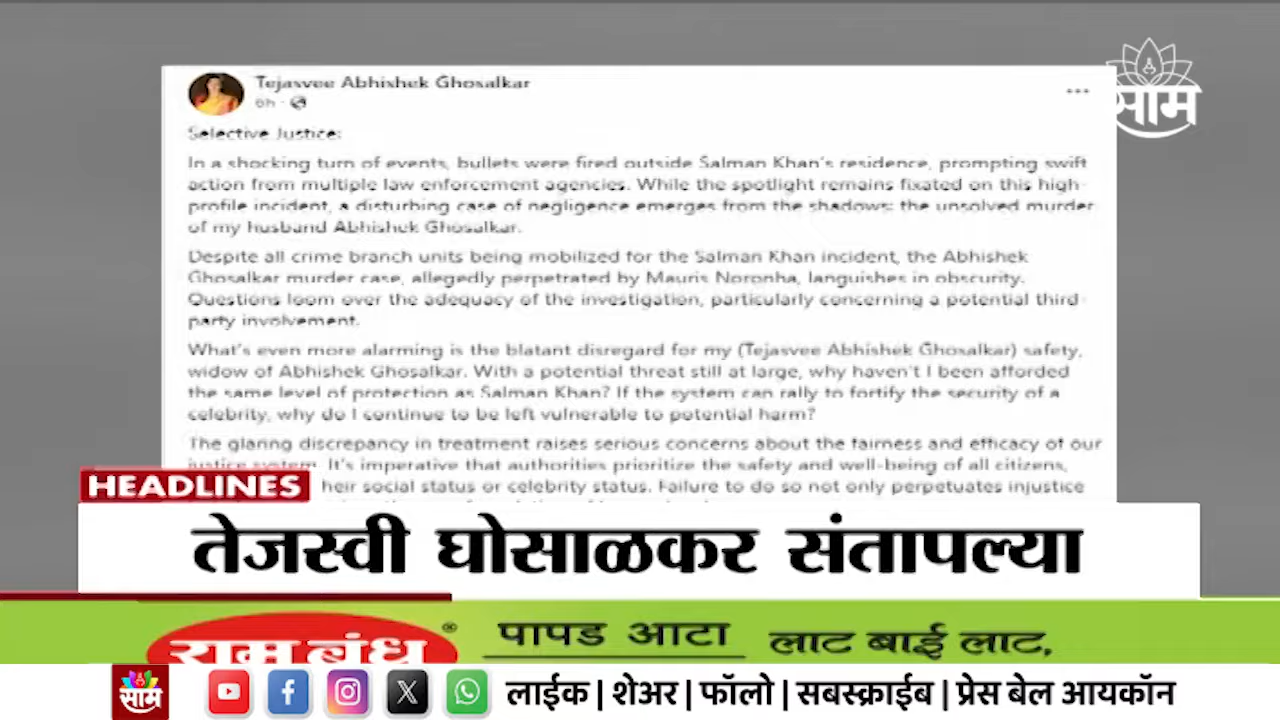 Tejasvee Abhishek Ghosalkar
6h ·
साम
Selective Justice:
In a shocking turn of events, bullets were fired outside Salman Khan's residence, prompting swift
action from multiple law enforcement agencies. While the spotlight remains fixated on this high-
profile incident, a disturbing case of negligence emerges from the shadows: the unsolved murder
of my husband Abhishek Ghosalkar.
Despite all crime branch units being mobilized for the Salman Khan incident, the Abhishek
Ghosalkar murder case, allegedly perpetrated by Mauris Noronha, languishes in obscurity.
Questions loom over the adequacy of the investigation, particularly concerning a potential third-
party involvement.
What's even more alarming is the blatant disregard for my (Tejasvee Abhishek Ghosalkar) safety,
widow of Abhishek Ghosalkar. With a potential threat still at large, why haven't I been afforded
the same level of protection as Salman Khan? If the system can rally to fortify the security of a
celebrity, why do I continue to be left vulnerable to potential harm?
The glaring discrepancy in treatment raises serious concerns about the fairness and efficacy of our
justice system. It's imperative that authorities prioritize the safety and well-being of all citizens,
heir social status or celebrity status. Failure to do so not only perpetuates injustice
HEADLINES
तेजस्वी घोसाळकर संतापल्या
रामबंधु ® पापड आटा लाट बाई लाट,
साम लाईक | शेअर | फॉलो | सबस्क्राईब | प्रेस बेल आयकॉन